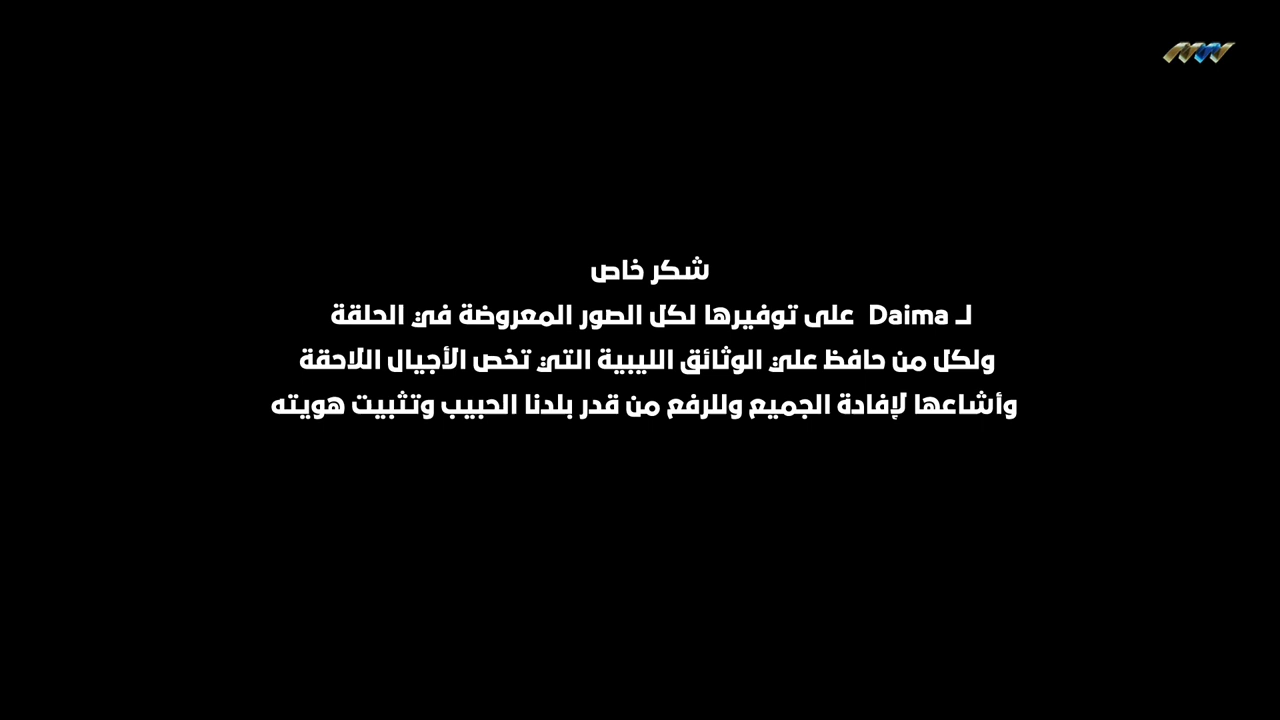 شكر خاص
لـ Daima على توفيرها لكل الصور المعروضة في الحلقة
ولكل من حافظ علي الوثائق الليبية التي تخص الأجيال اللاحقة
وأشاعها لإفادة الجميع وللرفع من قدر بلدنا الحبيب وتثبيت هويته